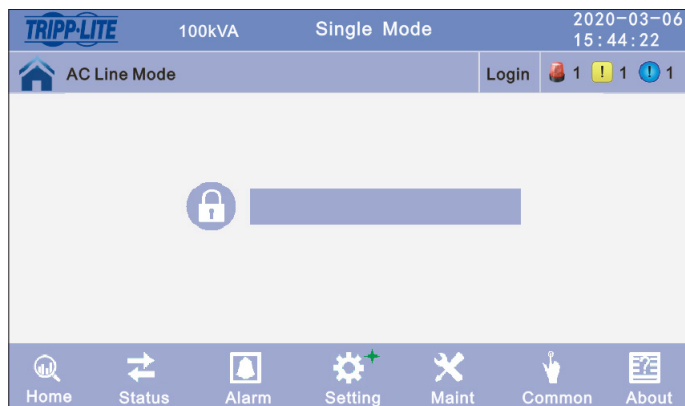 TRIPP·LITE 100kVA Single Mode 2020-03-06
15:44:22
AC Line Mode Login 1 ! 1 ! 1
Home Status Alarm Setting Maint Common About